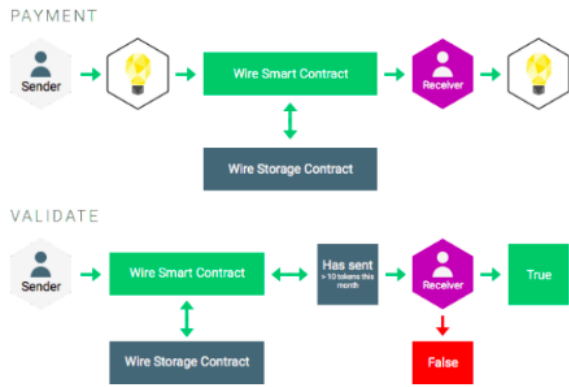 PAYMENT
Sender
Wire Smart Contract
Receiver
Wire Storage Contract
VALIDATE
Sender
Wire Smart Contract
Has sent
> 10 tokens this
month
Receiver
True
Wire Storage Contract
False